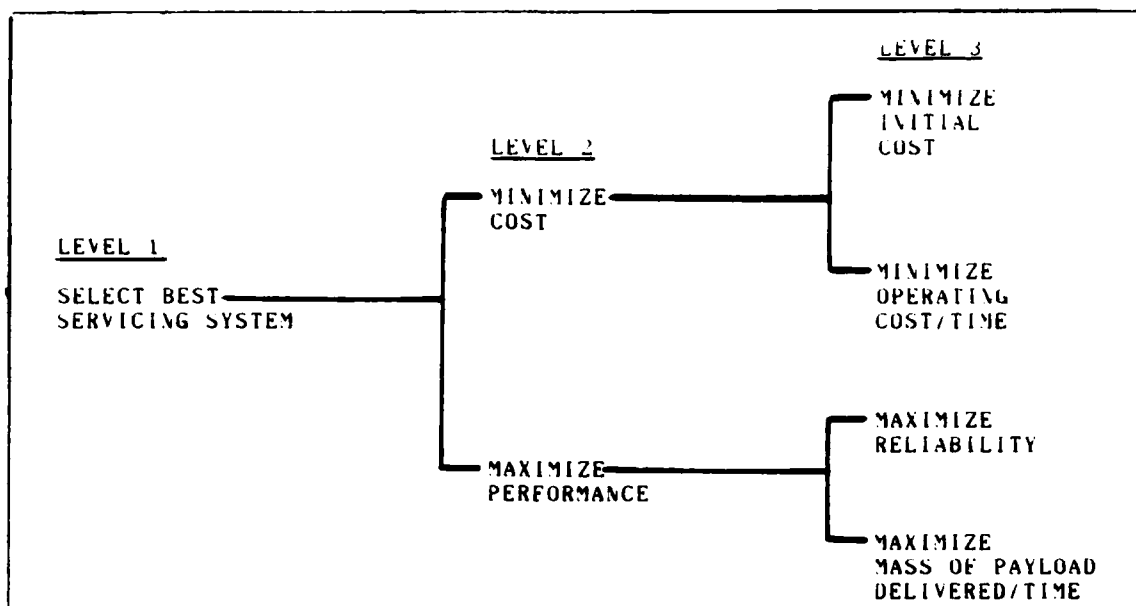 LEVEL 3
MINIMIZE
INITIAL
COST
LEVEL 2
MINIMIZE
COST
LEVEL 1
SELECT BEST
SERVICING SYSTEM
MINIMIZE
OPERATING
COST/TIME
MAXIMIZE
RELIABILITY
MAXIMIZE
PERFORMANCE
MAXIMIZE
MASS OF PAYLOAD
DELIVERED/TIME